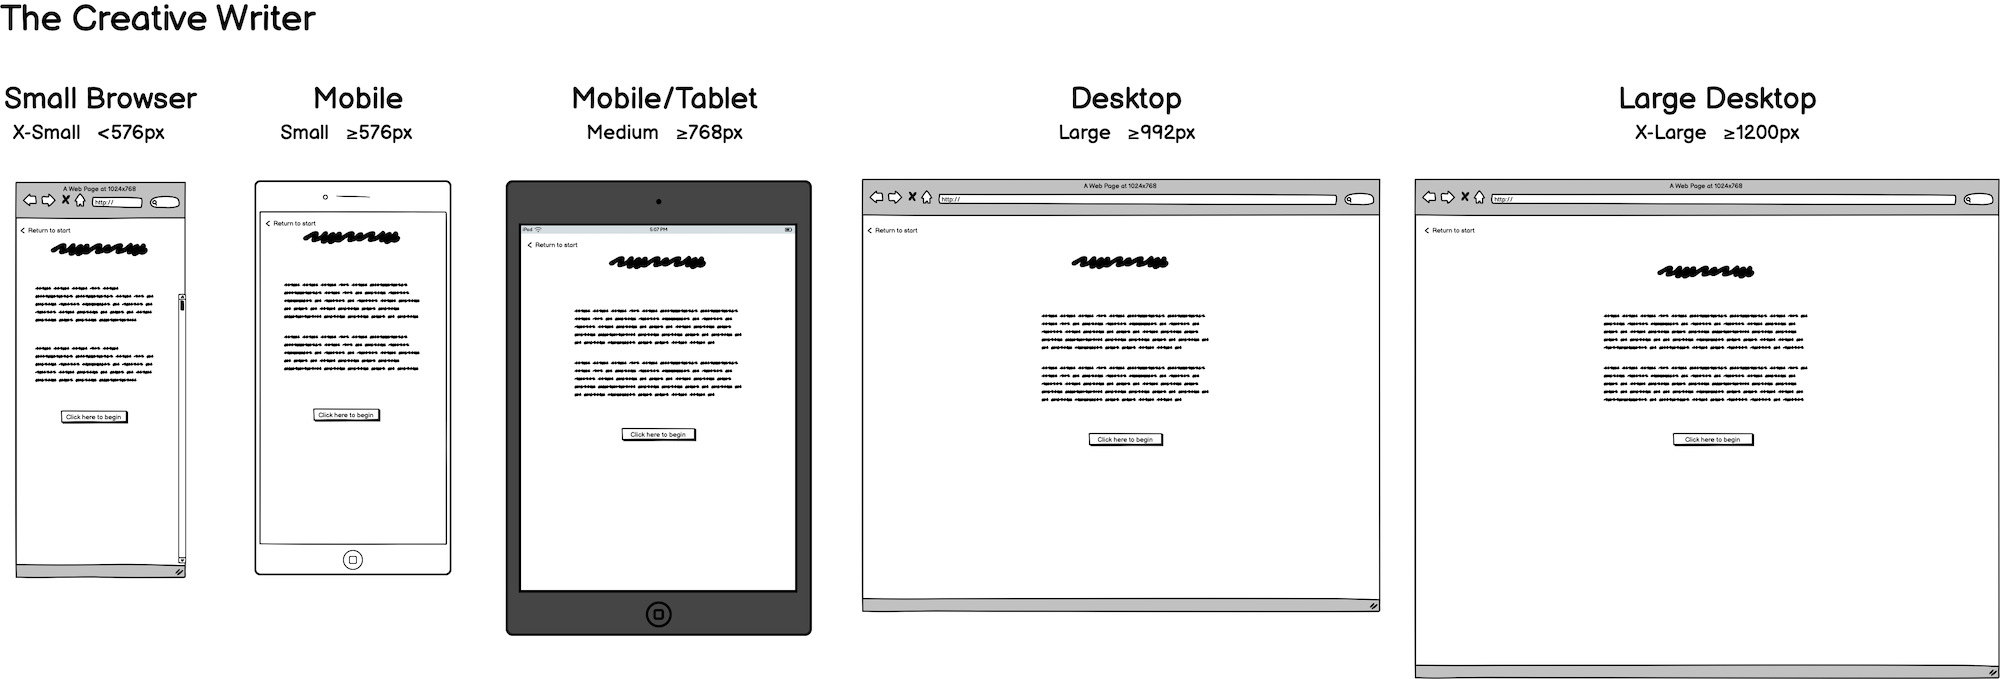 The Creative Writer
Small Browser
X-Small <576px
A Web Page at 1024x768
http://
Return to start
Click here to begin
Mobile
Small ≥576px
Return to start
Click here to begin
Mobile/Tablet
Medium ≥768px
iPad 5:07 PM
Return to start
Click here to begin
Desktop
Large ≥992px
A Web Page at 1024x768
http://
Return to start
Click here to begin
Large Desktop
X-Large ≥1200px
A Web Page at 1024x768
http://
Return to start
Click here to begin